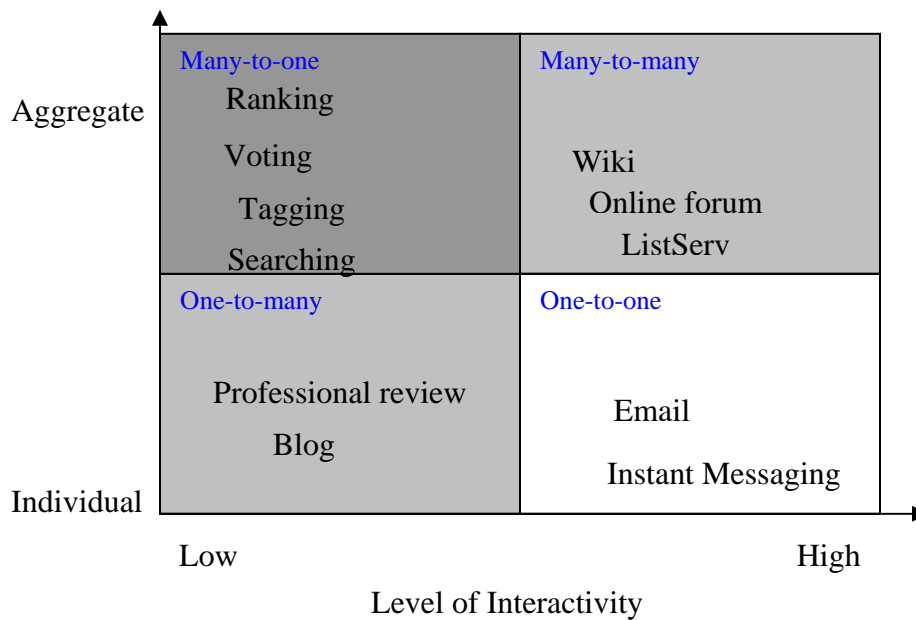 Many-to-one
Many-to-many
Aggregate
Ranking
Voting
Tagging
Searching
Wiki
Online forum
ListServ
One-to-many
One-to-one
Professional review
Blog
Email
Instant Messaging
Individual
Low
High
Level of Interactivity